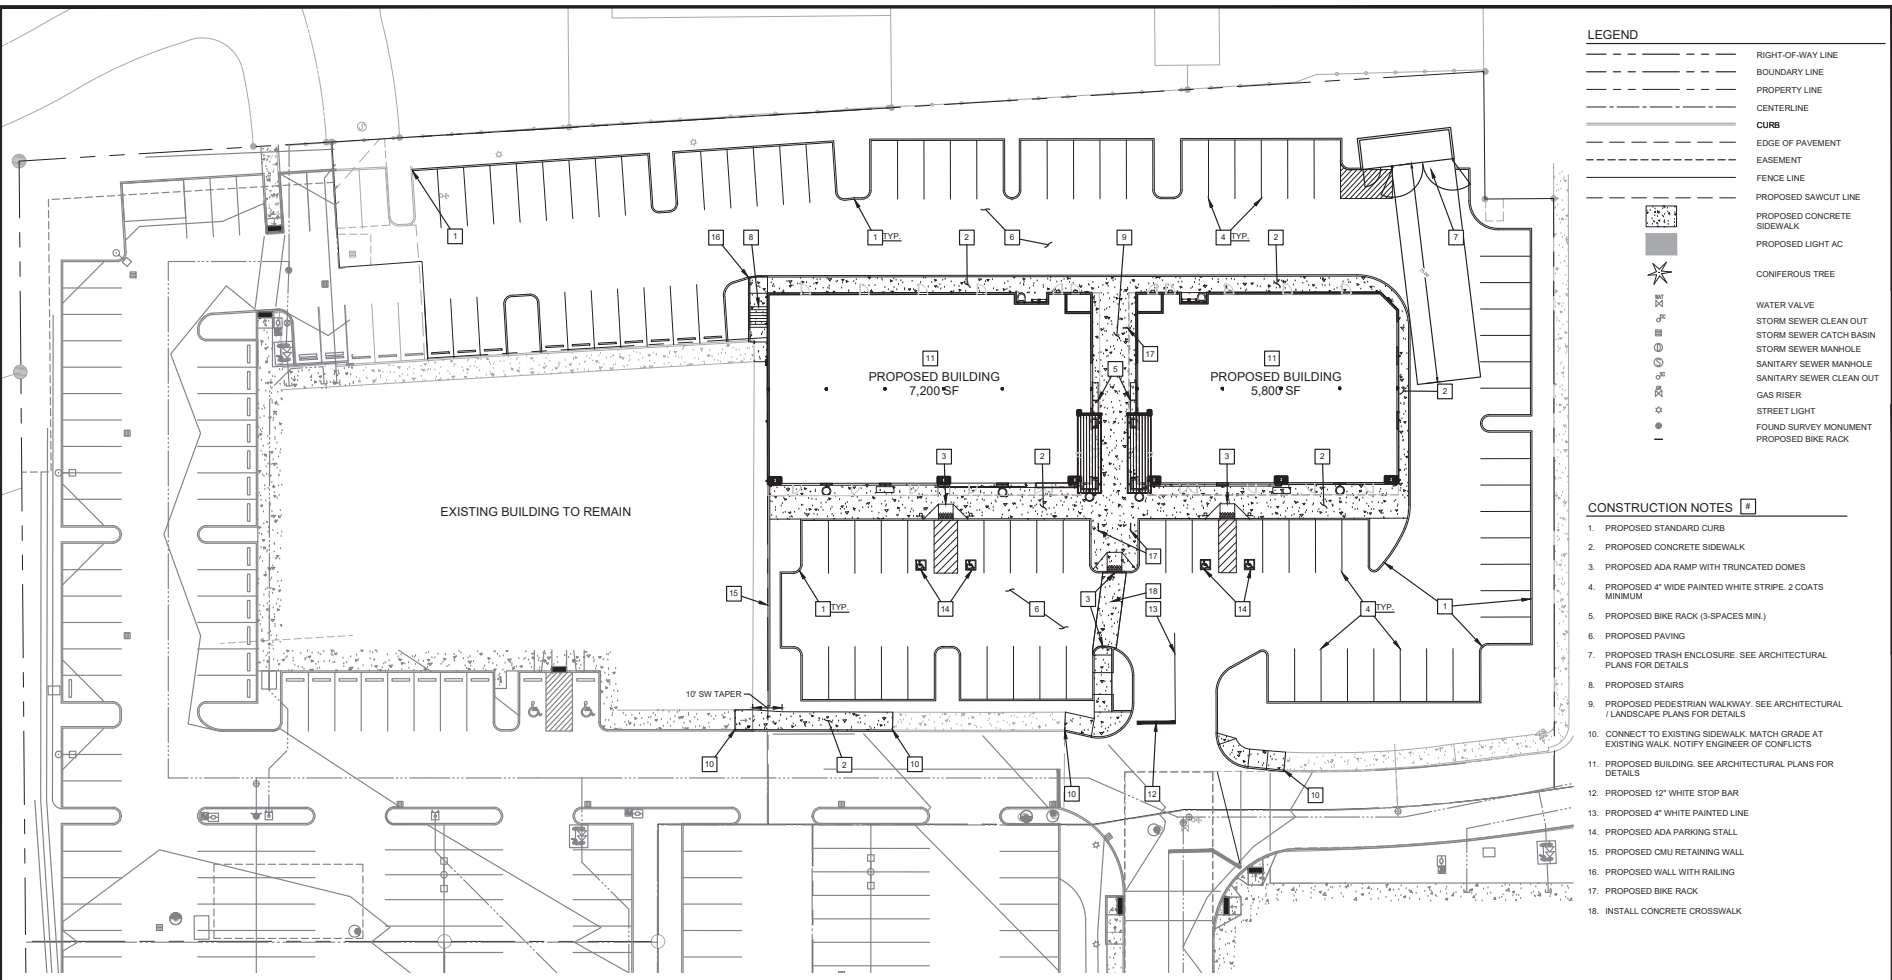 LEGEND
RIGHT-OF-WAY LINE
BOUNDARY LINE
PROPERTY LINE
CENTERLINE
CURB
EDGE OF PAVEMENT
EASEMENT
FENCE LINE
PROPOSED SAWCUT LINE
PROPOSED CONCRETE
SIDEWALK
PROPOSED LIGHT AC
CONIFEROUS TREE
WATER VALVE
STORM SEWER CLEAN OUT
STORM SEWER CATCH BASIN
STORM SEWER MANHOLE
SANITARY SEWER MANHOLE
SANITARY SEWER CLEAN OUT
GAS RISER
STREET LIGHT
FOUND SURVEY MONUMENT
PROPOSED BIKE RACK
1
16
8
1 TYP.
2
6
9
4 TYP.
2
7
11
PROPOSED BUILDING
7,200 SF
17
5
11
PROPOSED BUILDING
5,800 SF
2
3
2
3
2
EXISTING BUILDING TO REMAIN
17
15
1 TYP.
14
6
3
18
13
14
4 TYP.
1
10' SW TAPER
10
2
10
10
12
10
CONSTRUCTION NOTES #
1. PROPOSED STANDARD CURB
2. PROPOSED CONCRETE SIDEWALK
3. PROPOSED ADA RAMP WITH TRUNCATED DOMES
4. PROPOSED 4" WIDE PAINTED WHITE STRIPE. 2 COATS
MINIMUM
5. PROPOSED BIKE RACK (3-SPACES MIN.)
6. PROPOSED PAVING
7. PROPOSED TRASH ENCLOSURE. SEE ARCHITECTURAL
PLANS FOR DETAILS
8. PROPOSED STAIRS
9. PROPOSED PEDESTRIAN WALKWAY. SEE ARCHITECTURAL
/ LANDSCAPE PLANS FOR DETAILS
10. CONNECT TO EXISTING SIDEWALK. MATCH GRADE AT
EXISTING WALK. NOTIFY ENGINEER OF CONFLICTS
11. PROPOSED BUILDING. SEE ARCHITECTURAL PLANS FOR
DETAILS
12. PROPOSED 12" WHITE STOP BAR
13. PROPOSED 4" WHITE PAINTED LINE
14. PROPOSED ADA PARKING STALL
15. PROPOSED CMU RETAINING WALL
16. PROPOSED WALL WITH RAILING
17. PROPOSED BIKE RACK
18. INSTALL CONCRETE CROSSWALK